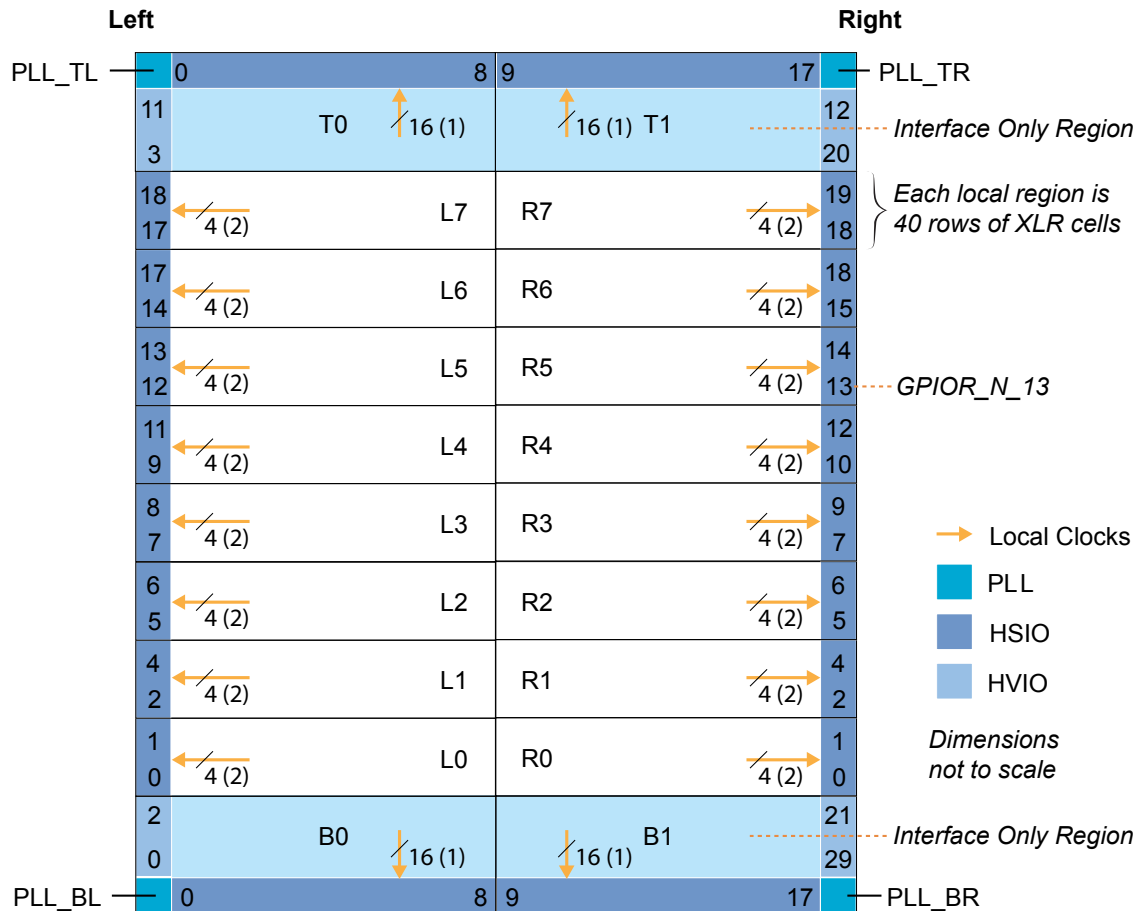 Left
Right
PLL_TL
0
8
9
17
PLL_TR
11
3
T0
16 (1)
16 (1)
T1
12
20
Interface Only Region
18
17
4 (2)
L7
R7
4 (2)
19
18
Each local region is
40 rows of XLR cells
17
14
4 (2)
L6
R6
4 (2)
18
15
13
12
4 (2)
L5
R5
4 (2)
14
13
GPIOR_N_13
11
9
4 (2)
L4
R4
4 (2)
12
10
8
7
4 (2)
L3
R3
4 (2)
9
7
6
5
4 (2)
L2
R2
4 (2)
6
5
4
2
4 (2)
L1
R1
4 (2)
4
2
1
0
4 (2)
L0
R0
4 (2)
1
0
Local Clocks
PLL
HSIO
HVIO
Dimensions
not to scale
2
0
B0
16 (1)
16 (1)
B1
21
29
Interface Only Region
PLL_BL
0
8
9
17
PLL_BR